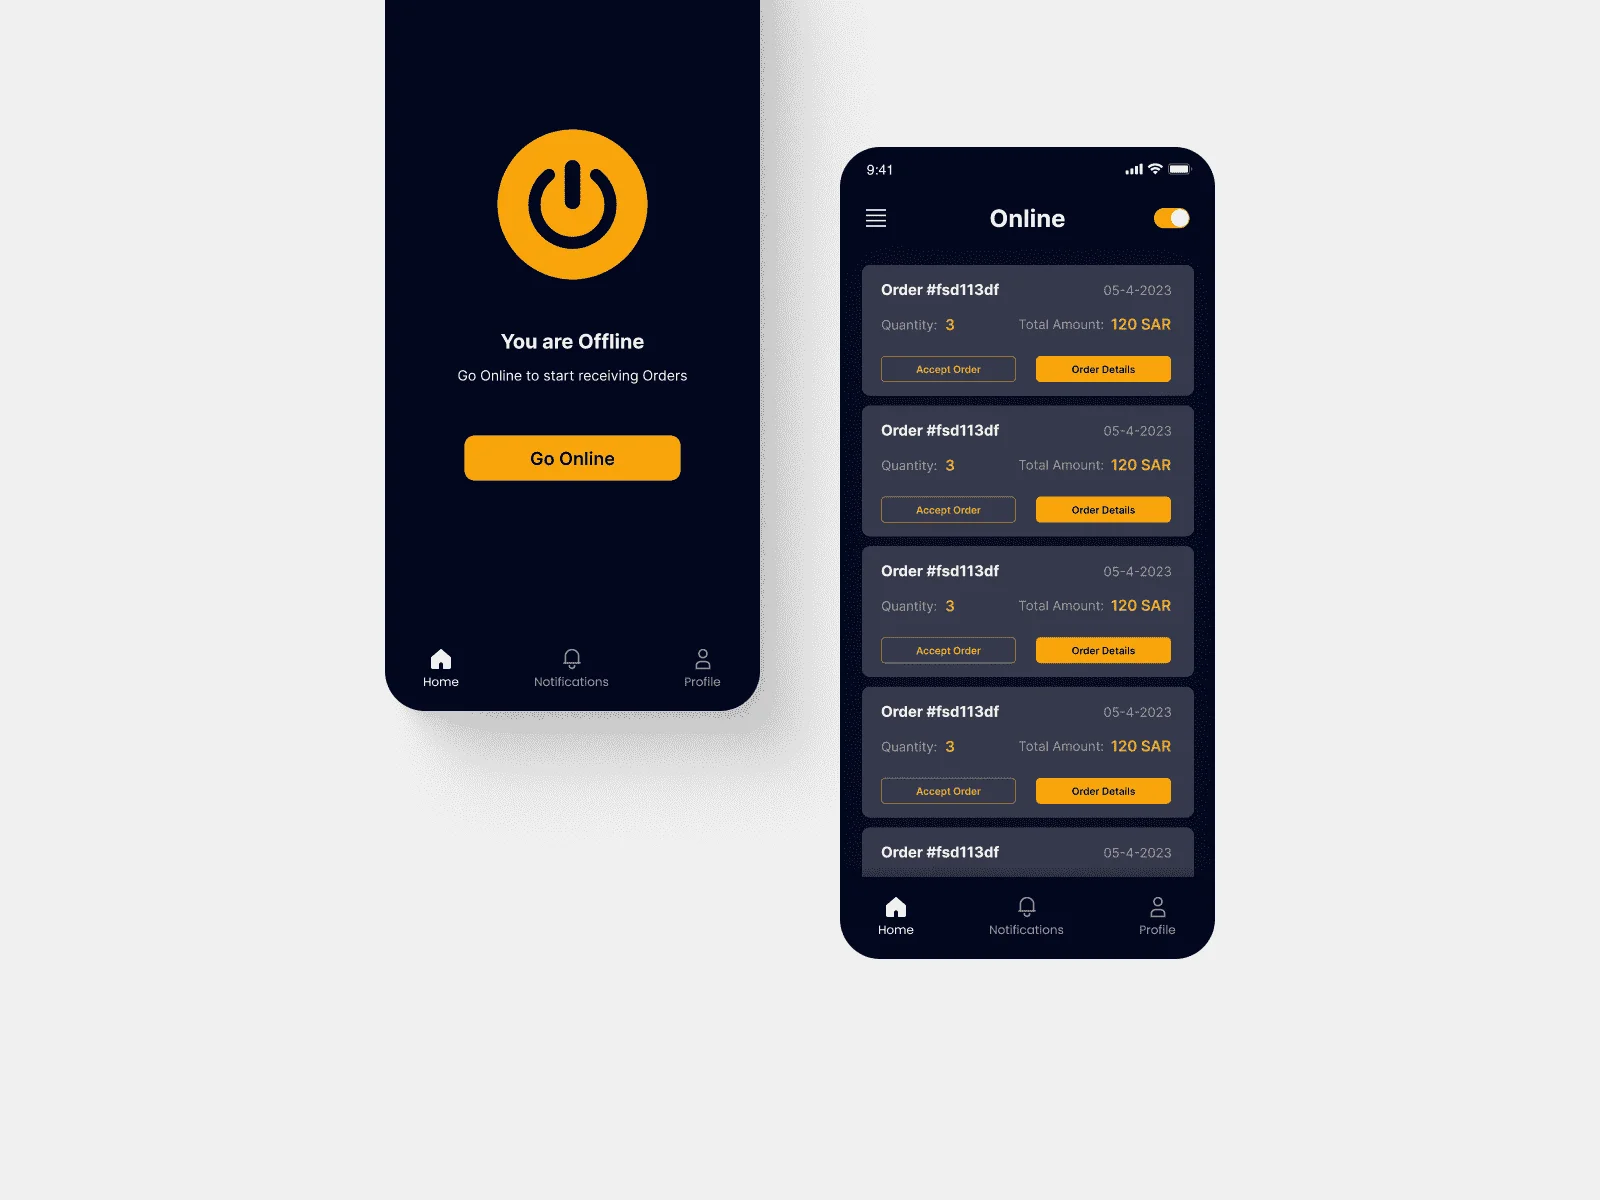 You are Offline
Go Online to start receiving Orders
Go Online
Home Notifications Profile
9:41
Online
Order #fsd113df 05-4-2023
Quantity: 3 Total Amount: 120 SAR
Accept Order Order Details
Order #fsd113df 05-4-2023
Quantity: 3 Total Amount: 120 SAR
Accept Order Order Details
Order #fsd113df 05-4-2023
Quantity: 3 Total Amount: 120 SAR
Accept Order Order Details
Order #fsd113df 05-4-2023
Quantity: 3 Total Amount: 120 SAR
Accept Order Order Details
Order #fsd113df 05-4-2023
Home Notifications Profile